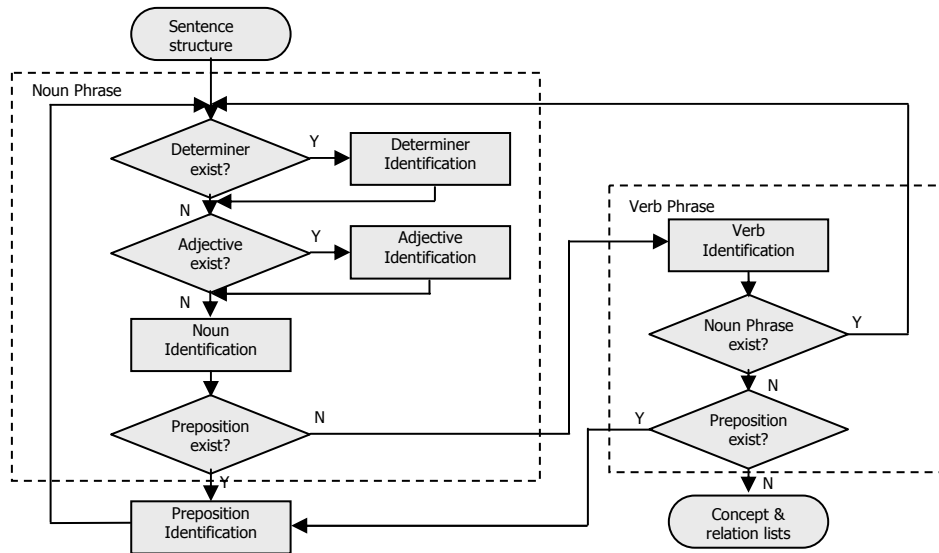 Sentence
structure
Noun Phrase
Determiner
exist?
Y
Determiner
Identification
N
Adjective
exist?
Y
Adjective
Identification
N
Noun
Identification
Preposition
exist?
N
Y
Preposition
Identification
Verb Phrase
Verb
Identification
Noun Phrase
exist?
Y
N
Preposition
exist?
Y
N
Concept &
relation lists